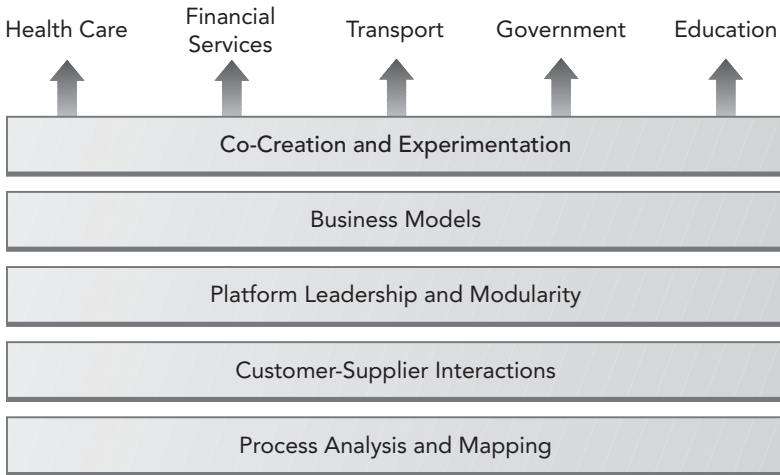 Health Care
Financial
Services
Transport
Government
Education
Co-Creation and Experimentation
Business Models
Platform Leadership and Modularity
Customer-Supplier Interactions
Process Analysis and Mapping